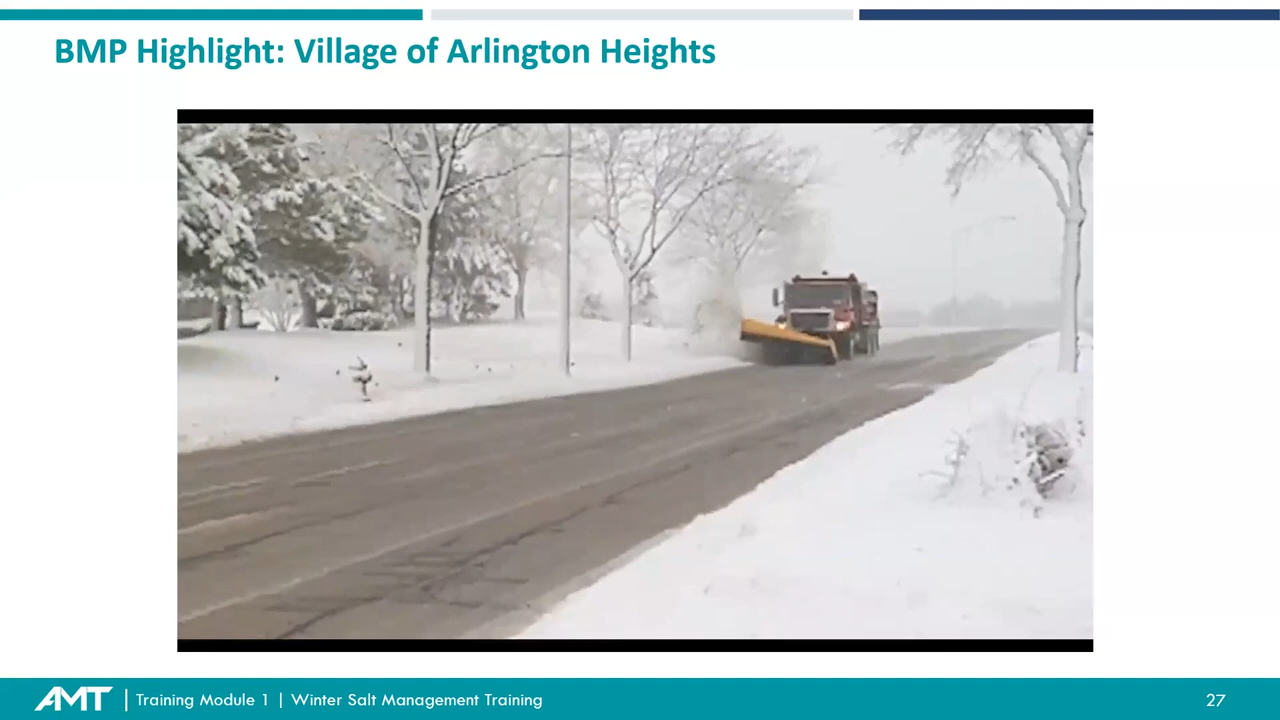 BMP Highlight: Village of Arlington Heights
AMT | Training Module 1 | Winter Salt Management Training
27